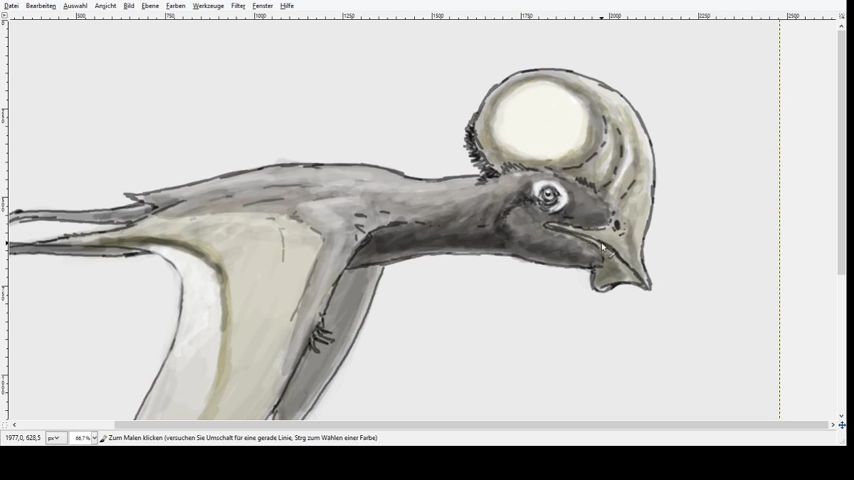 Datei Bearbeiten Auswahl Ansicht Bild Ebene Farben Werkzeuge Filter Fenster Hilfe
500 750 1000 1250 1500 1750 2000 2250 2500
1977,0, 628,5 px 66,7 % Zum Malen klicken (versuchen Sie Umschalt für eine gerade Linie, Strg zum Wählen einer Farbe)